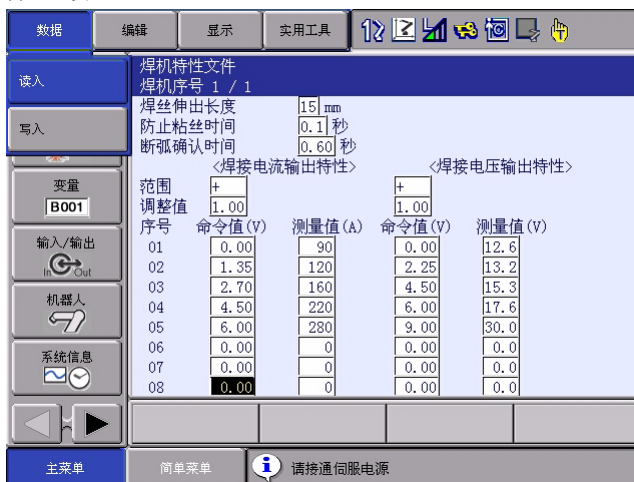 数据 编辑 显示 实用工具
读入
写入
焊机特性文件
焊机序号 1 / 1
焊丝伸出长度 15 mm
防止粘丝时间 0.1 秒
断弧确认时间 0.60 秒
<焊接电流输出特性> <焊接电压输出特性>
范围 + +
调整值 1.00 1.00
序号 命令值(V) 测量值(A) 命令值(V) 测量值(V)
01 0.00 90 0.00 12.6
02 1.35 120 2.25 13.2
03 2.70 160 4.50 15.3
04 4.50 220 6.00 17.6
05 6.00 280 9.00 30.0
06 0.00 0 0.00 0.0
07 0.00 0 0.00 0.0
08 0.00 0 0.00 0.0
变量
B001
输入/输出
In Out
机器人
系统信息
主菜单 简单菜单 请接通伺服电源